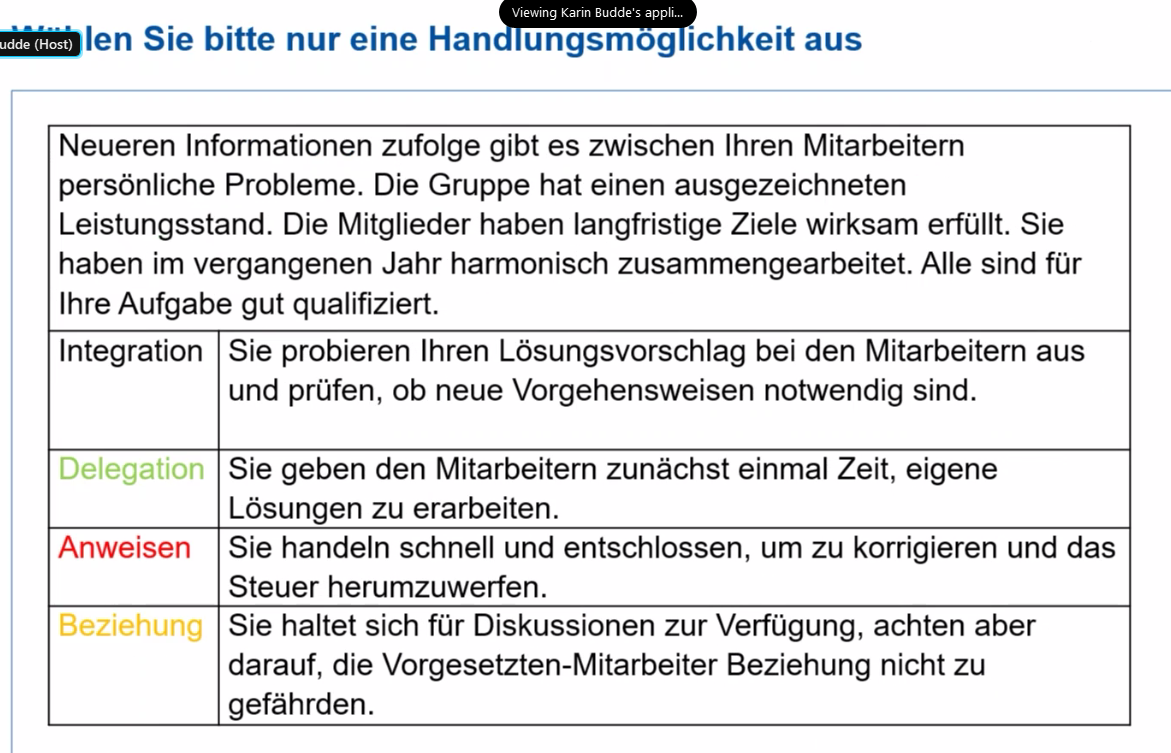 Viewing Karin Budde's appli...
len Sie bitte nur eine Handlungsmöglichkeit aus
udde (Host)
Neueren Informationen zufolge gibt es zwischen Ihren Mitarbeitern
persönliche Probleme. Die Gruppe hat einen ausgezeichneten
Leistungsstand. Die Mitglieder haben langfristige Ziele wirksam erfüllt. Sie
haben im vergangenen Jahr harmonisch zusammengearbeitet. Alle sind für
Ihre Aufgabe gut qualifiziert.
Integration
Sie probieren Ihren Lösungsvorschlag bei den Mitarbeitern aus
und prüfen, ob neue Vorgehensweisen notwendig sind.
Delegation
Sie geben den Mitarbeitern zunächst einmal Zeit, eigene
Lösungen zu erarbeiten.
Anweisen
Sie handeln schnell und entschlossen, um zu korrigieren und das
Steuer herumzuwerfen.
Beziehung
Sie haltet sich für Diskussionen zur Verfügung, achten aber
darauf, die Vorgesetzten-Mitarbeiter Beziehung nicht zu
gefährden.